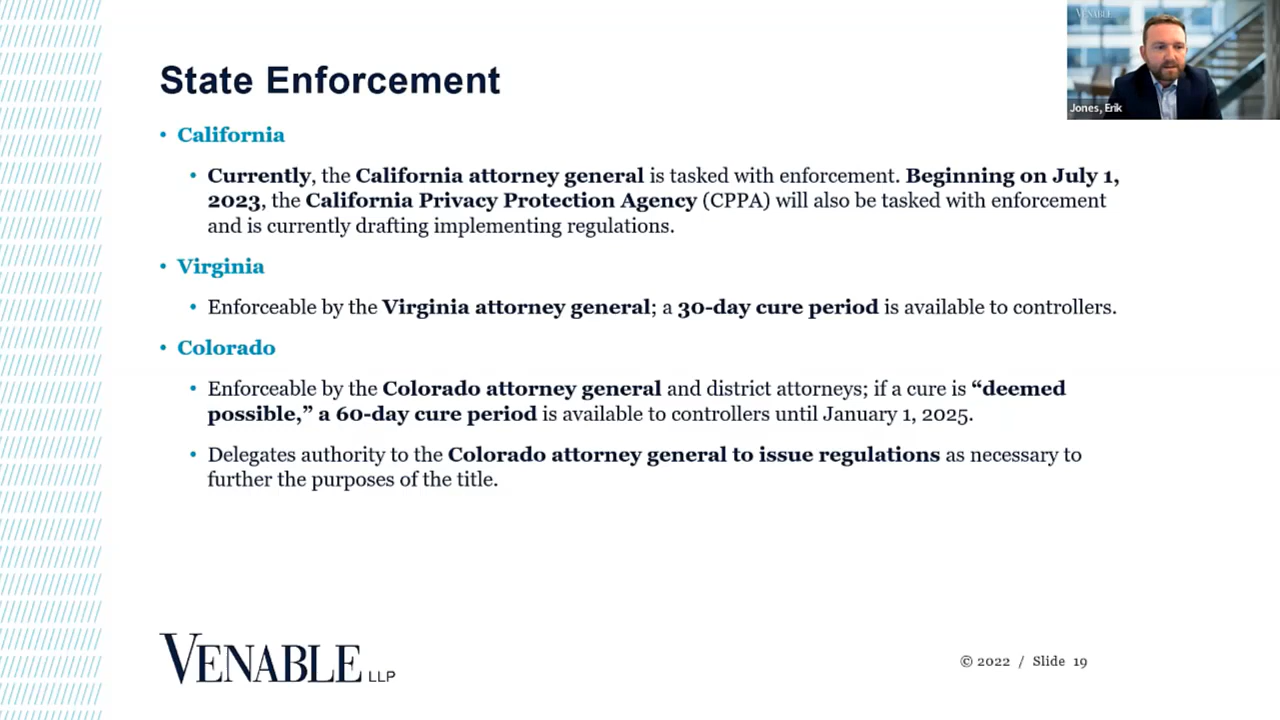 VENABLE
Jones, Erik
State Enforcement
• California
• Currently, the California attorney general is tasked with enforcement. Beginning on July 1,
2023, the California Privacy Protection Agency (CPPA) will also be tasked with enforcement
and is currently drafting implementing regulations.
• Virginia
• Enforceable by the Virginia attorney general; a 30-day cure period is available to controllers.
• Colorado
• Enforceable by the Colorado attorney general and district attorneys; if a cure is “deemed
possible,” a 60-day cure period is available to controllers until January 1, 2025.
• Delegates authority to the Colorado attorney general to issue regulations as necessary to
further the purposes of the title.
VENABLE LLP
© 2022 / Slide 19